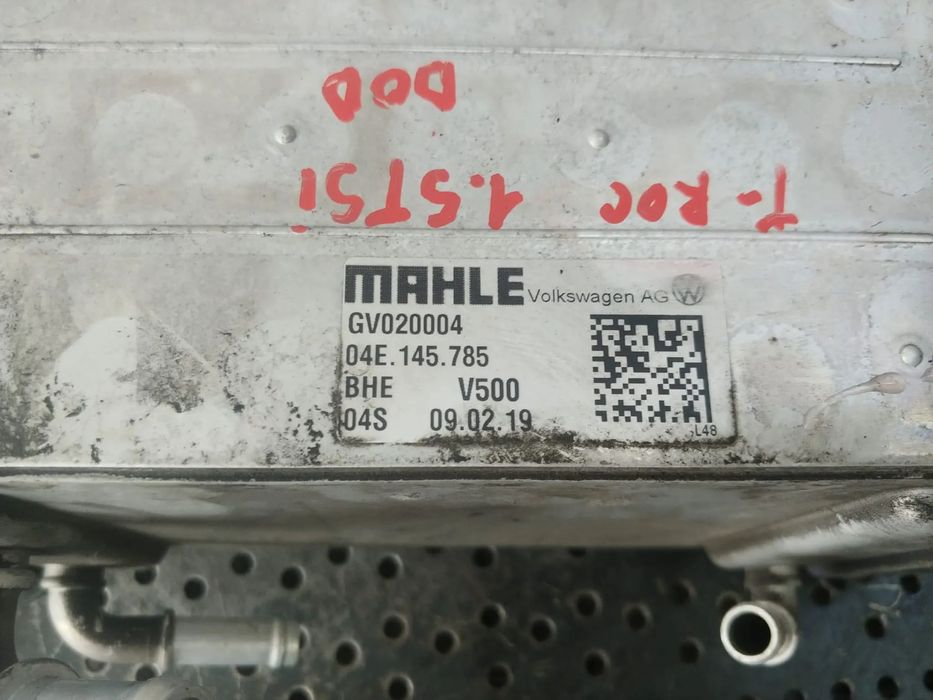 T-ROC 1.5TSi
DOD
MAHLE Volkswagen AG
GV020004
04E.145.785
BHE V500
04S 09.02.19
L48